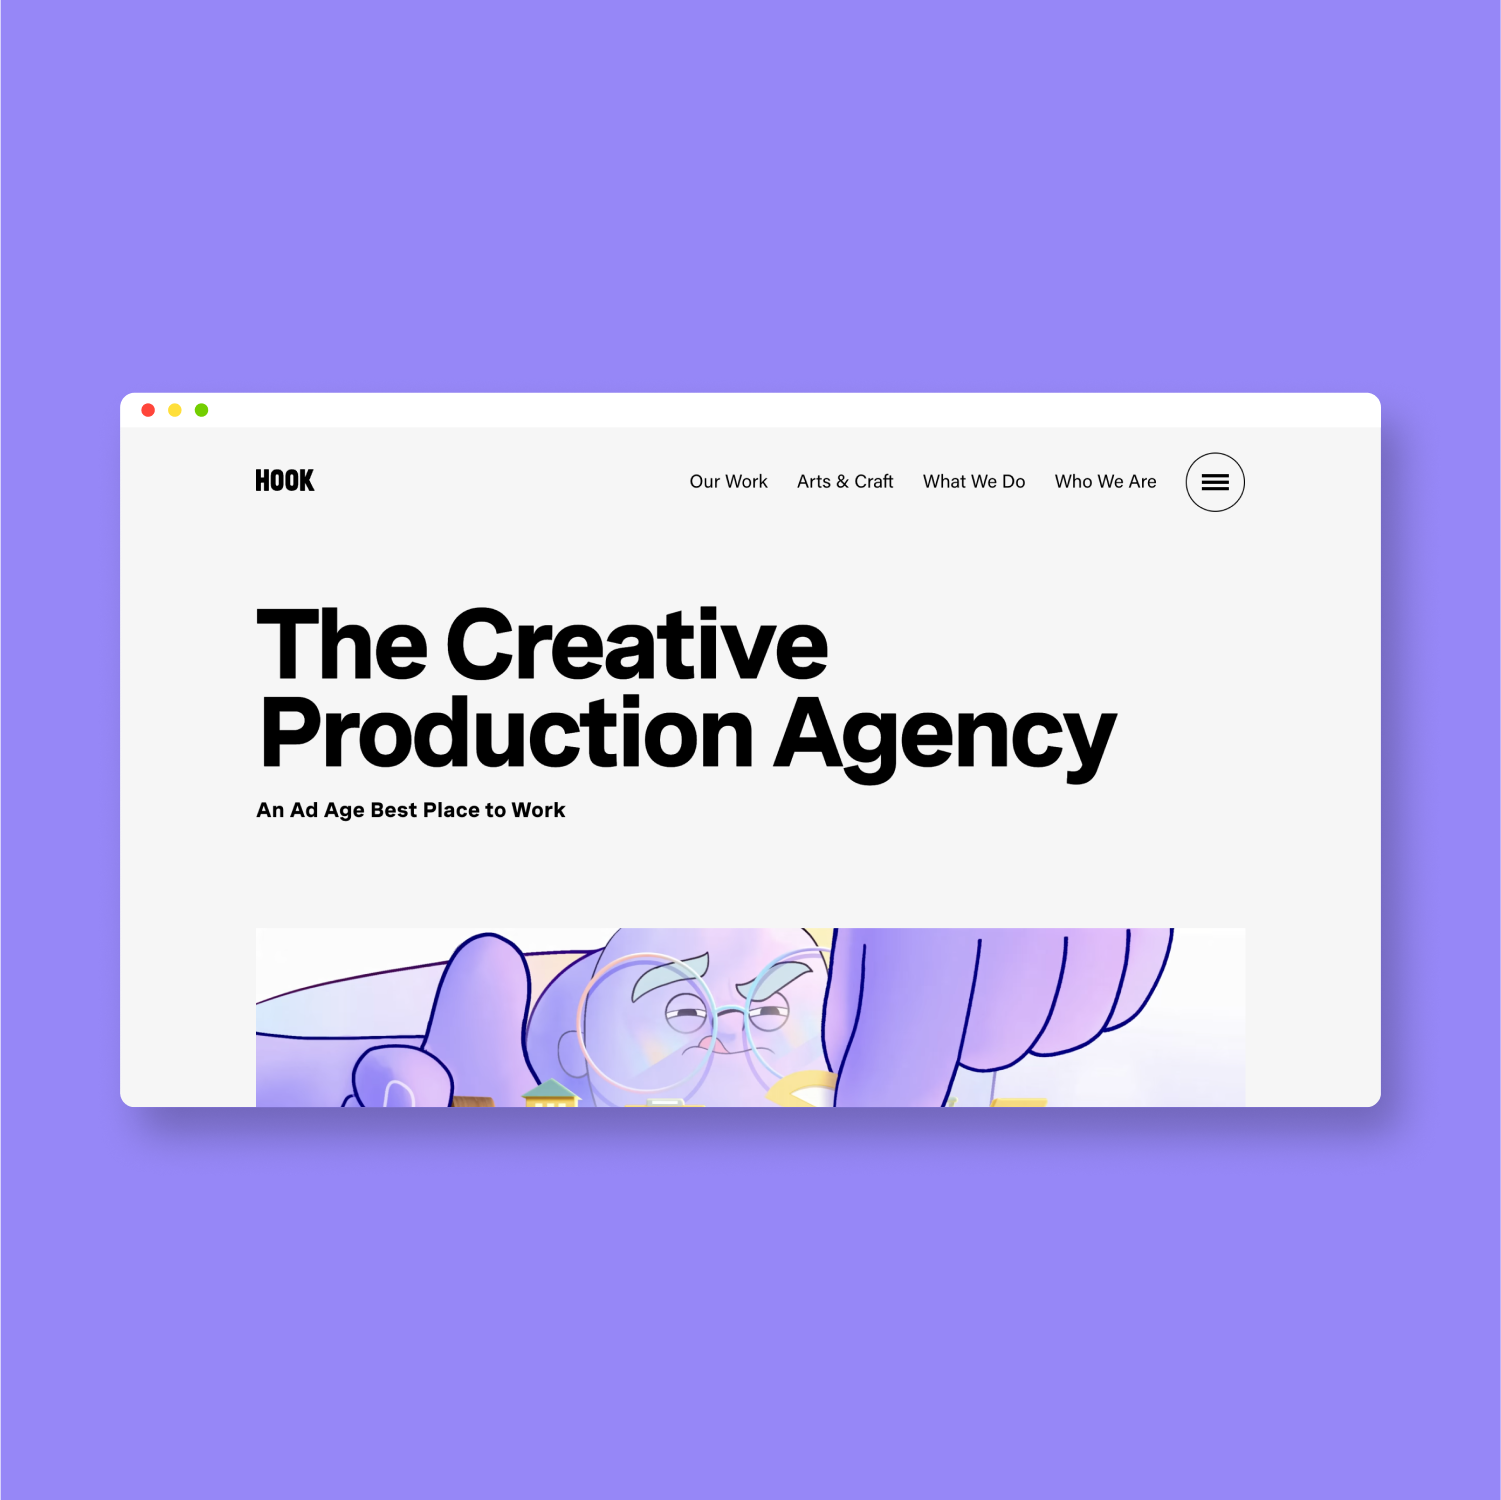 HOOK
Our Work Arts & Craft What We Do Who We Are
The Creative
Production Agency
An Ad Age Best Place to Work